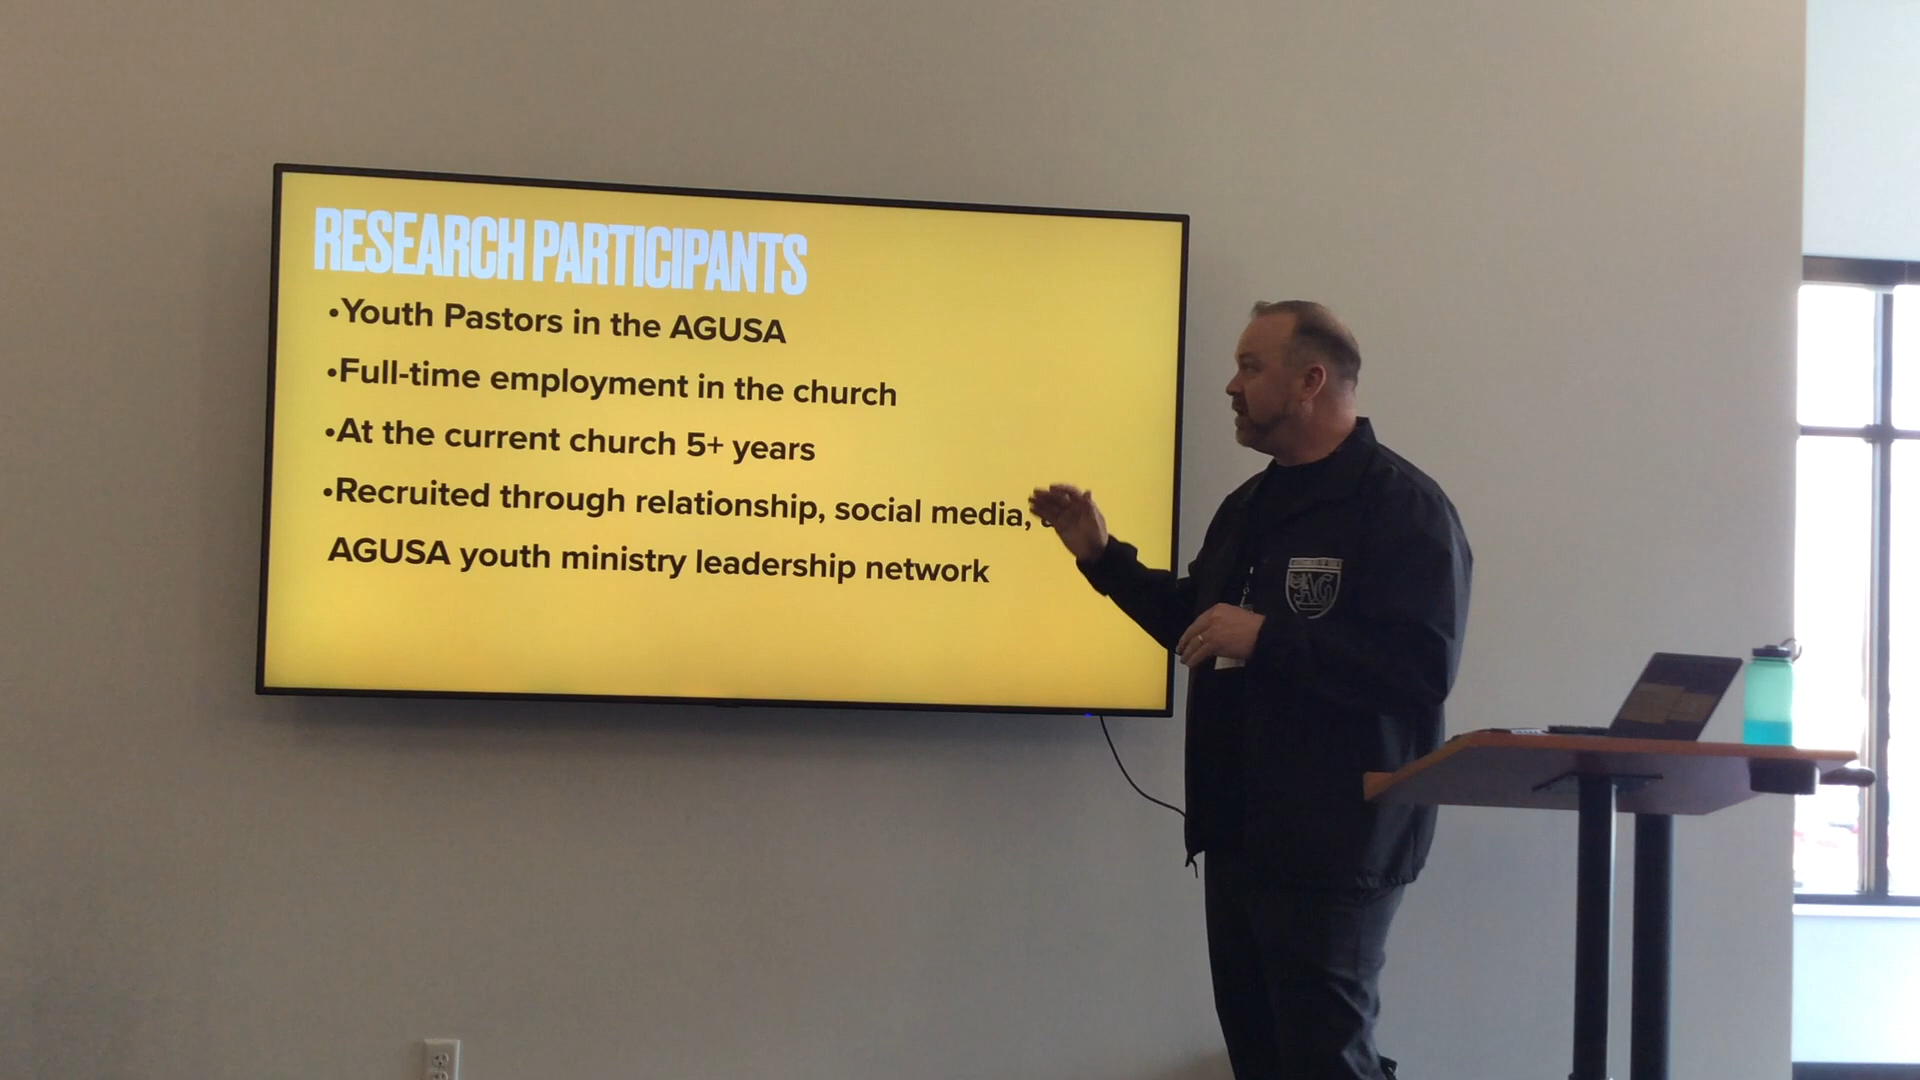 RESEARCH PARTICIPANTS
•Youth Pastors in the AGUSA
•Full-time employment in the church
•At the current church 5+ years
•Recruited through relationship, social media,
AGUSA youth ministry leadership network
AG